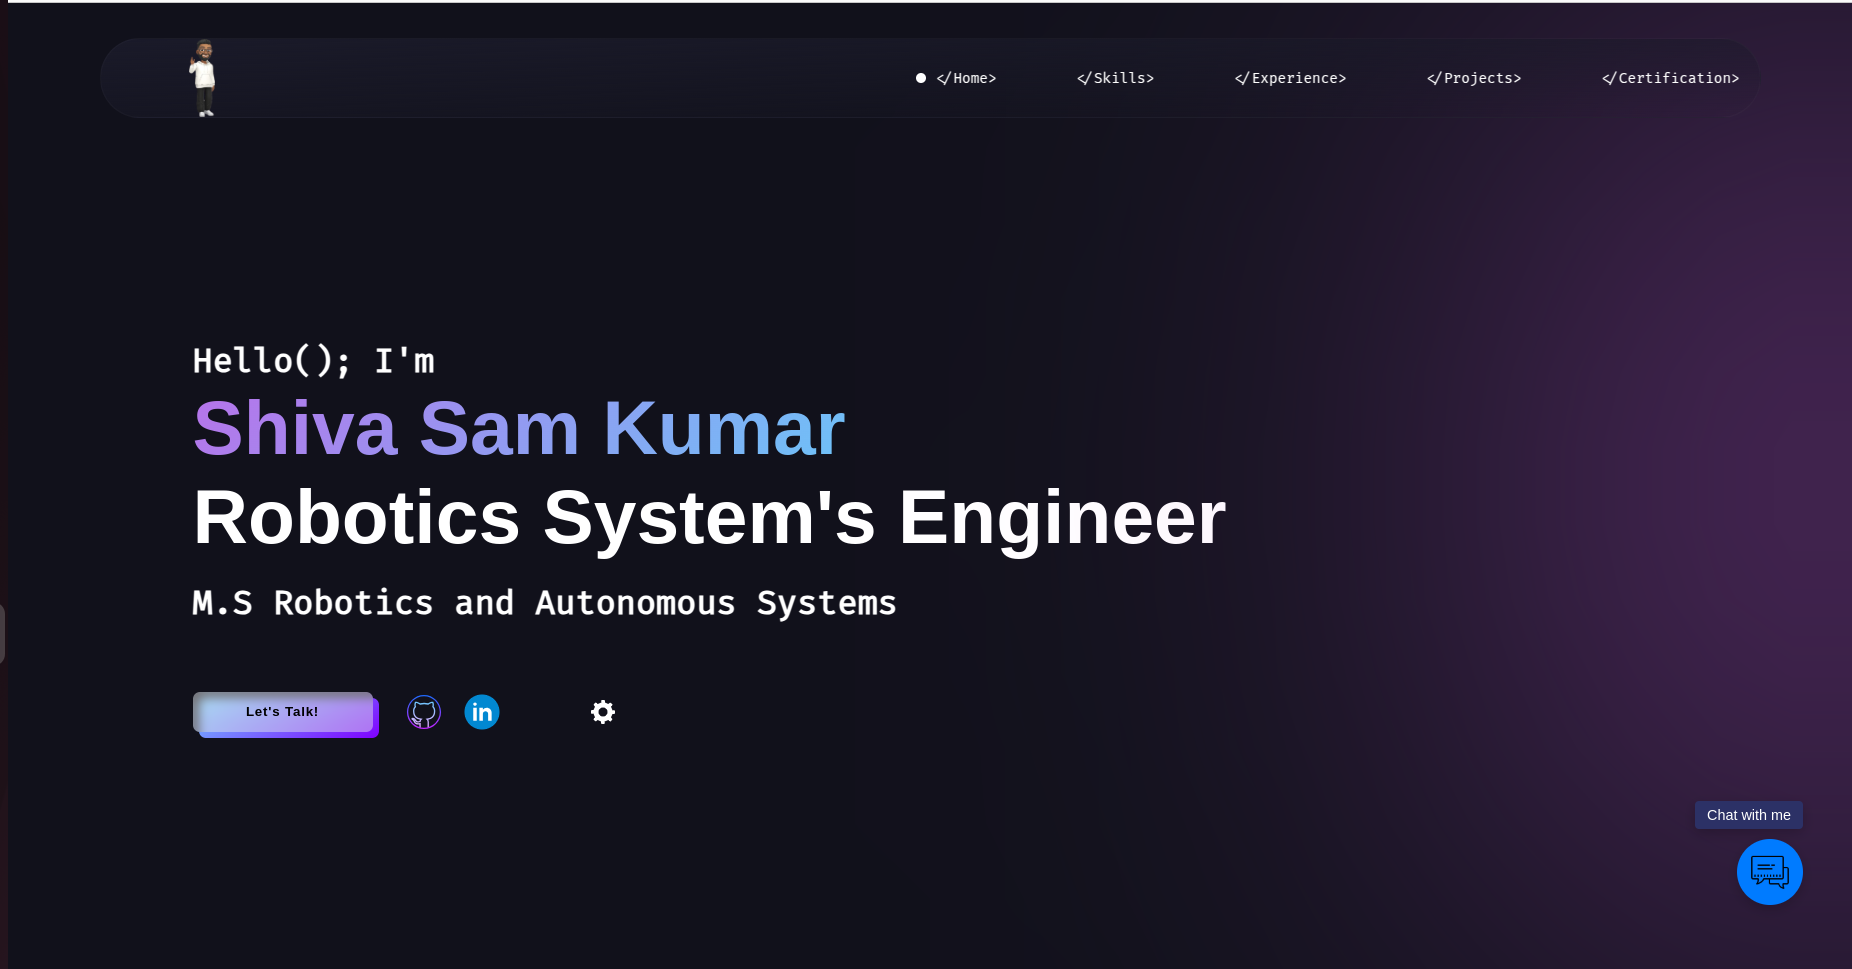 </Home>
</Skills>
</Experience>
</Projects>
</Certification>
Hello(); I'm
Shiva Sam Kumar
Robotics System's Engineer
M.S Robotics and Autonomous Systems
Let's Talk!
in
Chat with me